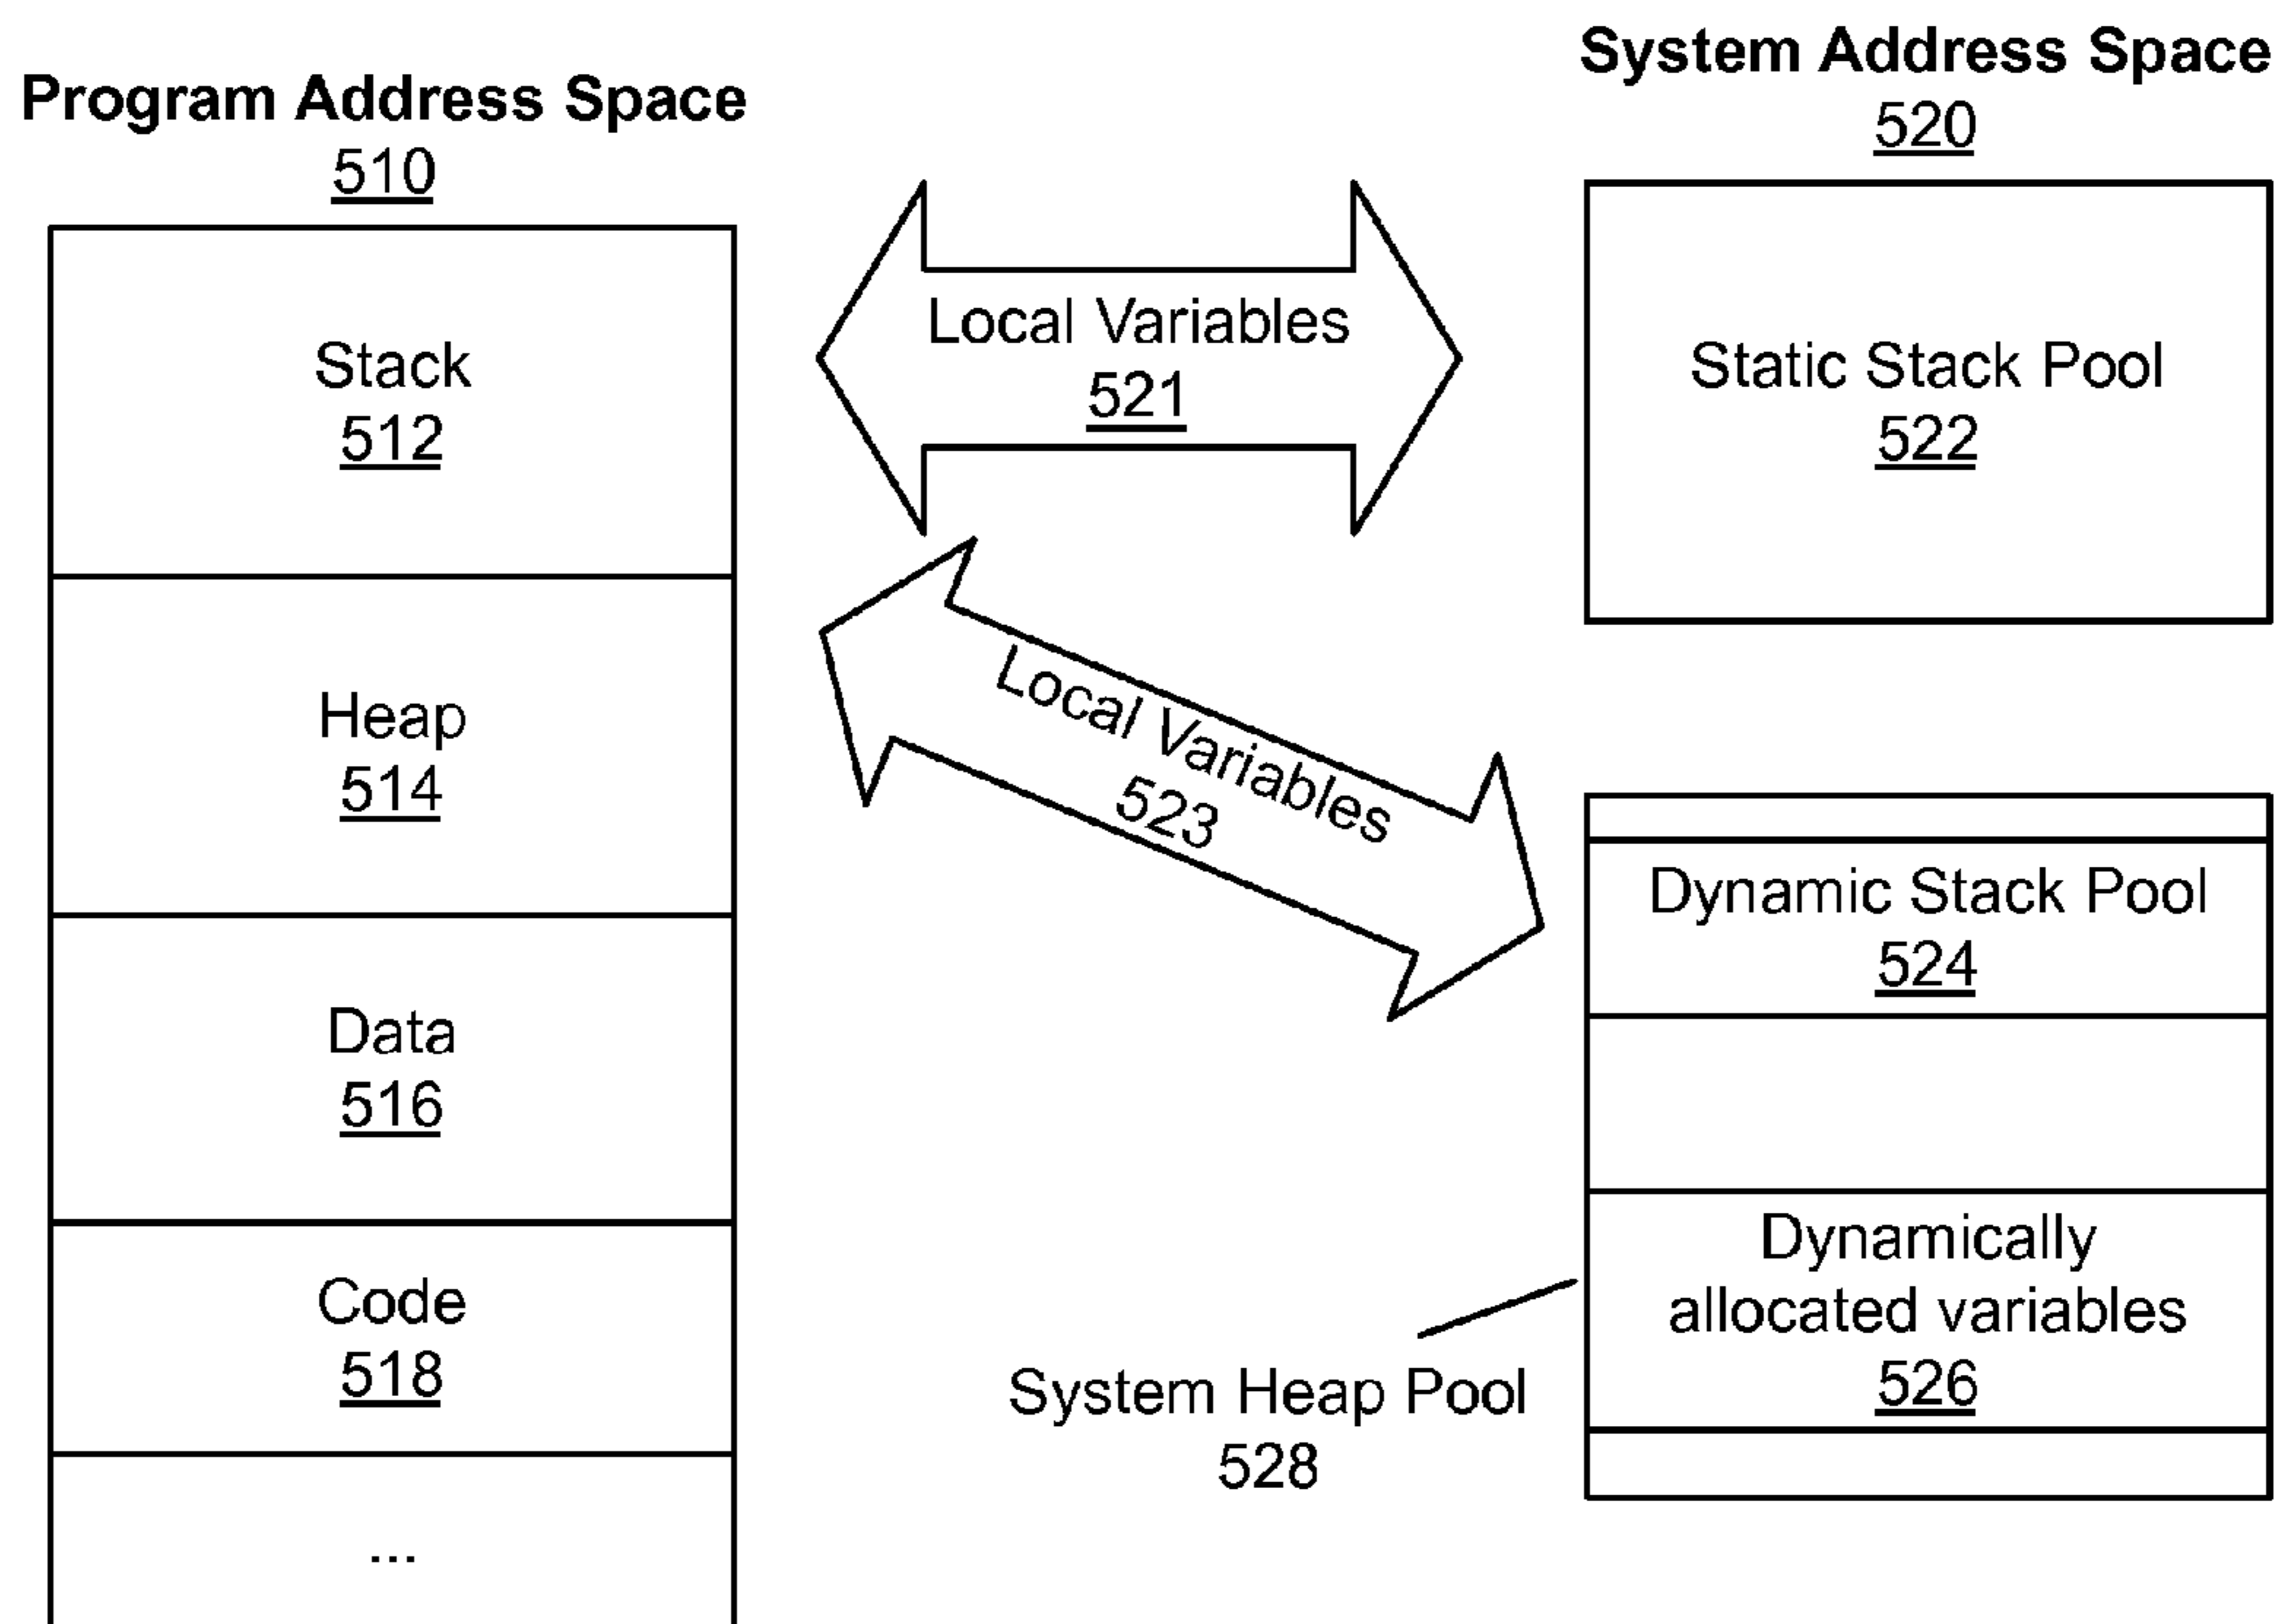 Program Address Space
510
Stack
512
Heap
514
Data
516
Code
518
...
Local Variables
521
Local Variables
523
System Address Space
520
Static Stack Pool
522
Dynamic Stack Pool
524
Dynamically
allocated variables
526
System Heap Pool
528